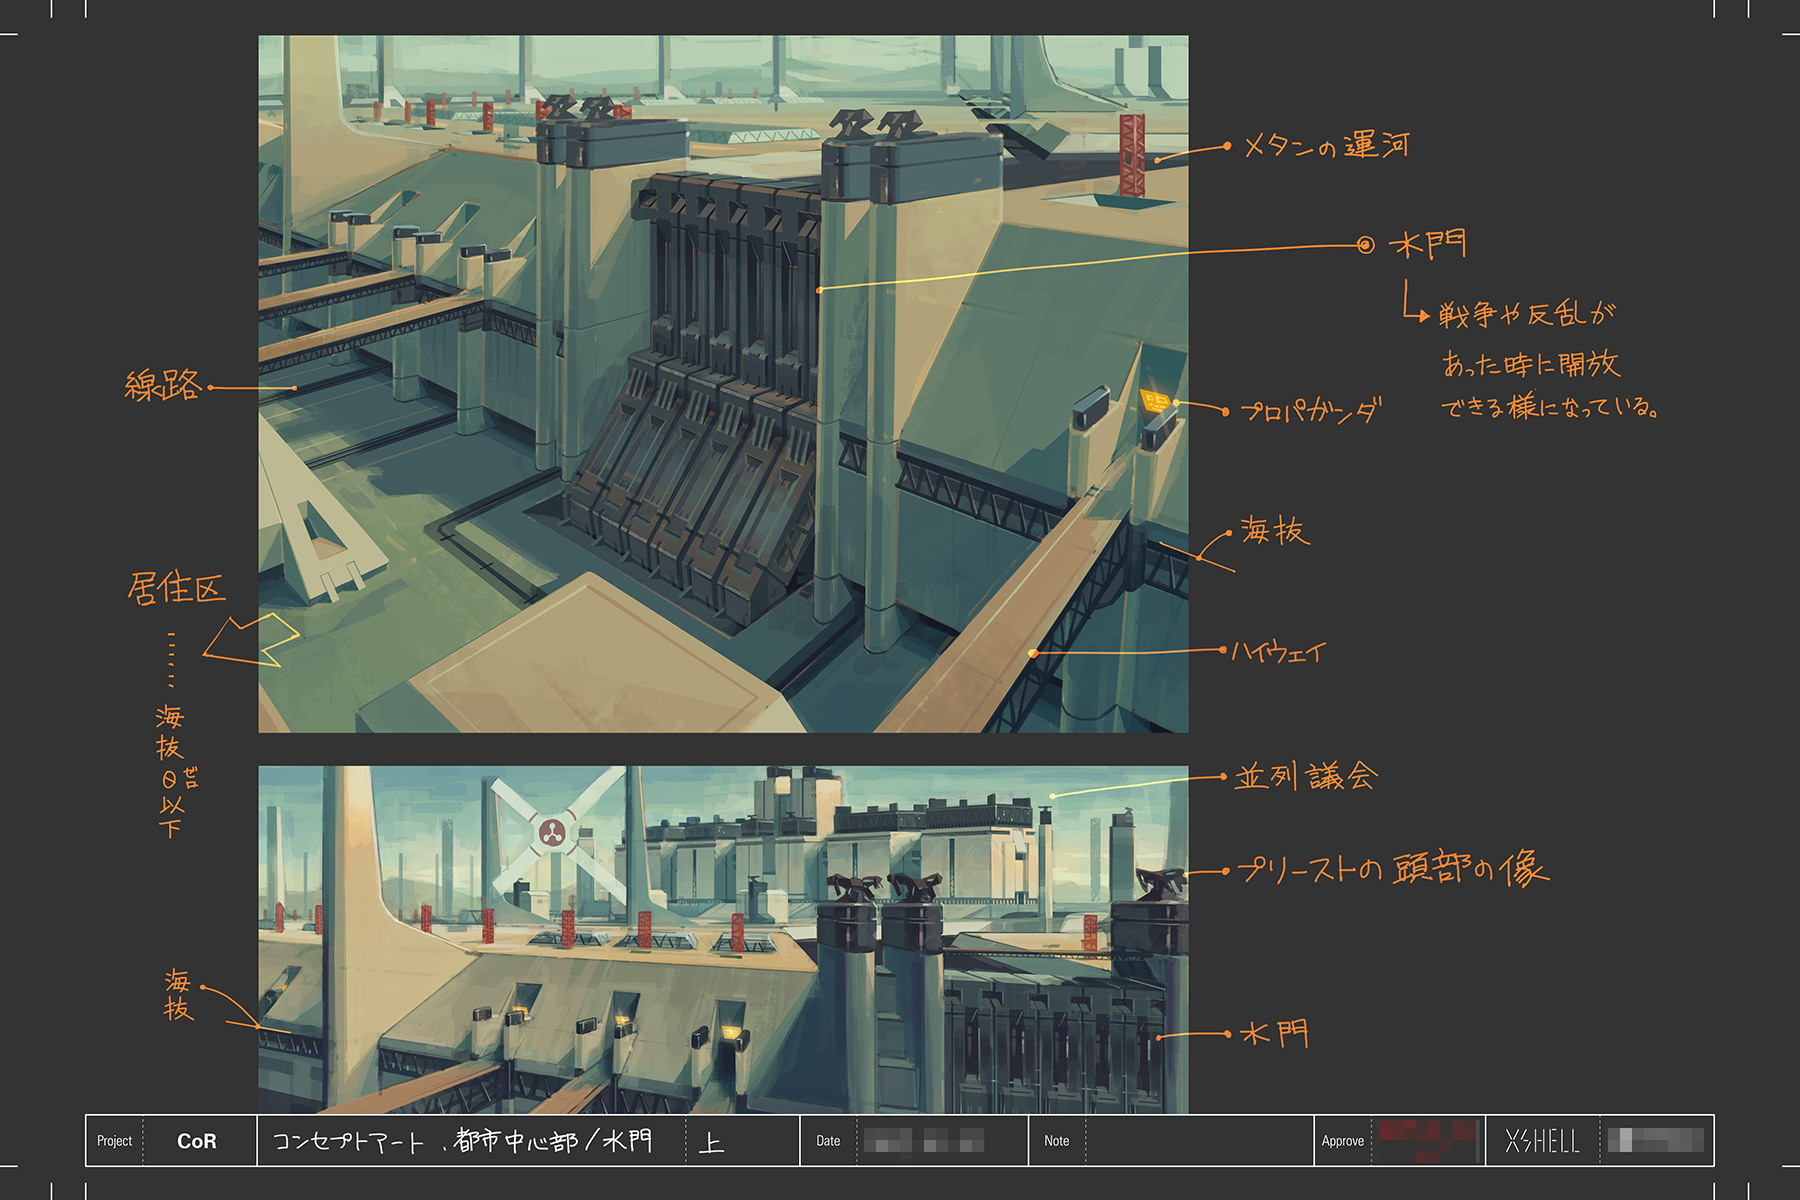 メタンの運河
水門
戦争や反乱が
あった時に開放
できる様になっている。
線路
プロパガンダ
海抜
居住区
海抜0ゼロ以下
ハイウェイ
並列議会
プリーストの頭部の像
海抜
水門
Project
CoR
コンセプトアート、都市中心部/水門
上
Date
Note
Approve
XSHELL